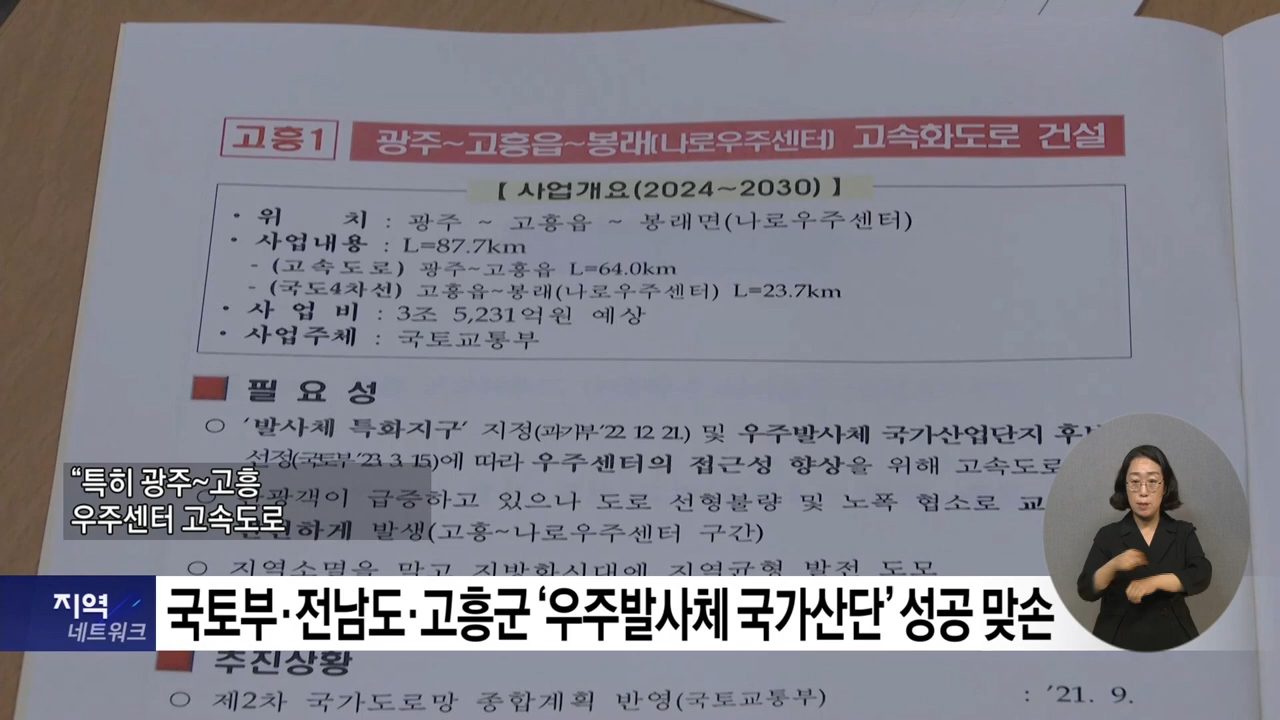 고흥1 광주~고흥읍~봉래(나로우주센터) 고속화도로 건설
【 사업개요(2024~2030) 】
• 위 치 : 광주 ~ 고흥읍 ~ 봉래면(나로우주센터)
• 사업내용 : L=87.7km
- (고속도로) 광주~고흥읍 L=64.0km
- (국도4차선) 고흥읍~봉래(나로우주센터) L=23.7km
• 사 업 비 : 3조 5,231억원 예상
• 사업주체 : 국토교통부
■ 필 요 성
○ ‘발사체 특화지구’ 지정(과기부’22. 12. 21.) 및 우주발사체 국가산업단지
선정(국토부’23. 3. 15)에 따라 우주센터의 접근성 향상을 위해 고속도로
급증하고 있으나 도로 선형불량 및 노폭 협소로
발생(고흥~나로우주센터 구간)
“특히 광주~고흥
우주센터 고속도로
○ 지역소멸을 막고 지방화시대에 지역균형 발전 도모
지역
네트워크
국토부·전남도·고흥군 ‘우주발사체 국가산단’ 성공 맞손
■ 추진상황
○ 제2차 국가도로망 종합계획 반영(국토교통부) : ’21. 9.